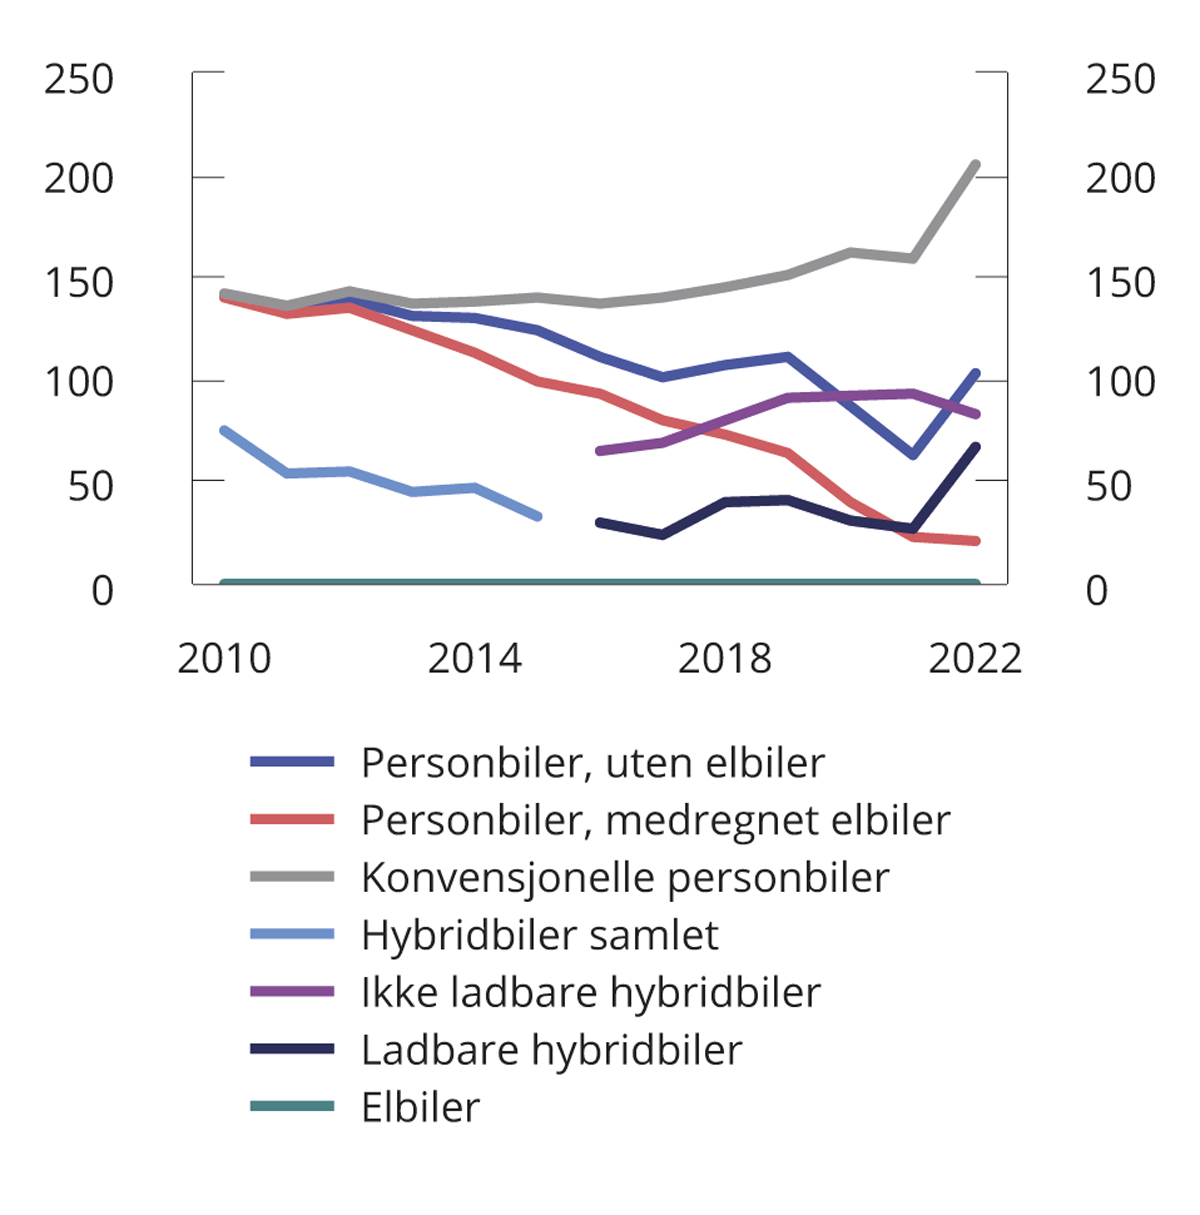 250 250
200 200
150 150
100 100
50 50
0 0
2010 2014 2018 2022
Personbiler, uten elbiler
Personbiler, medregnet elbiler
Konvensjonelle personbiler
Hybridbiler samlet
Ikke ladbare hybridbiler
Ladbare hybridbiler
Elbiler